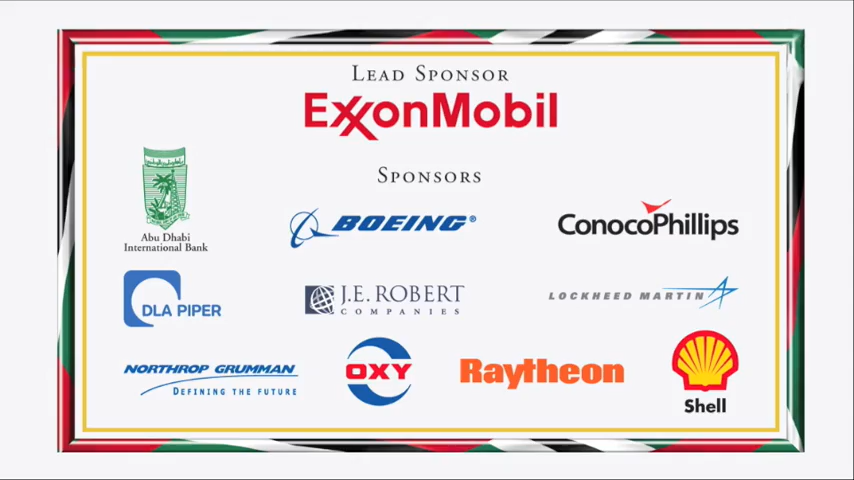 Lead Sponsor
ExxonMobil
Sponsors
Abu Dhabi
International Bank
BOEING®
ConocoPhillips
DLA PIPER
J.E. ROBERT
COMPANIES
LOCKHEED MARTIN
NORTHROP GRUMMAN
DEFINING THE FUTURE
OXY
Raytheon
Shell